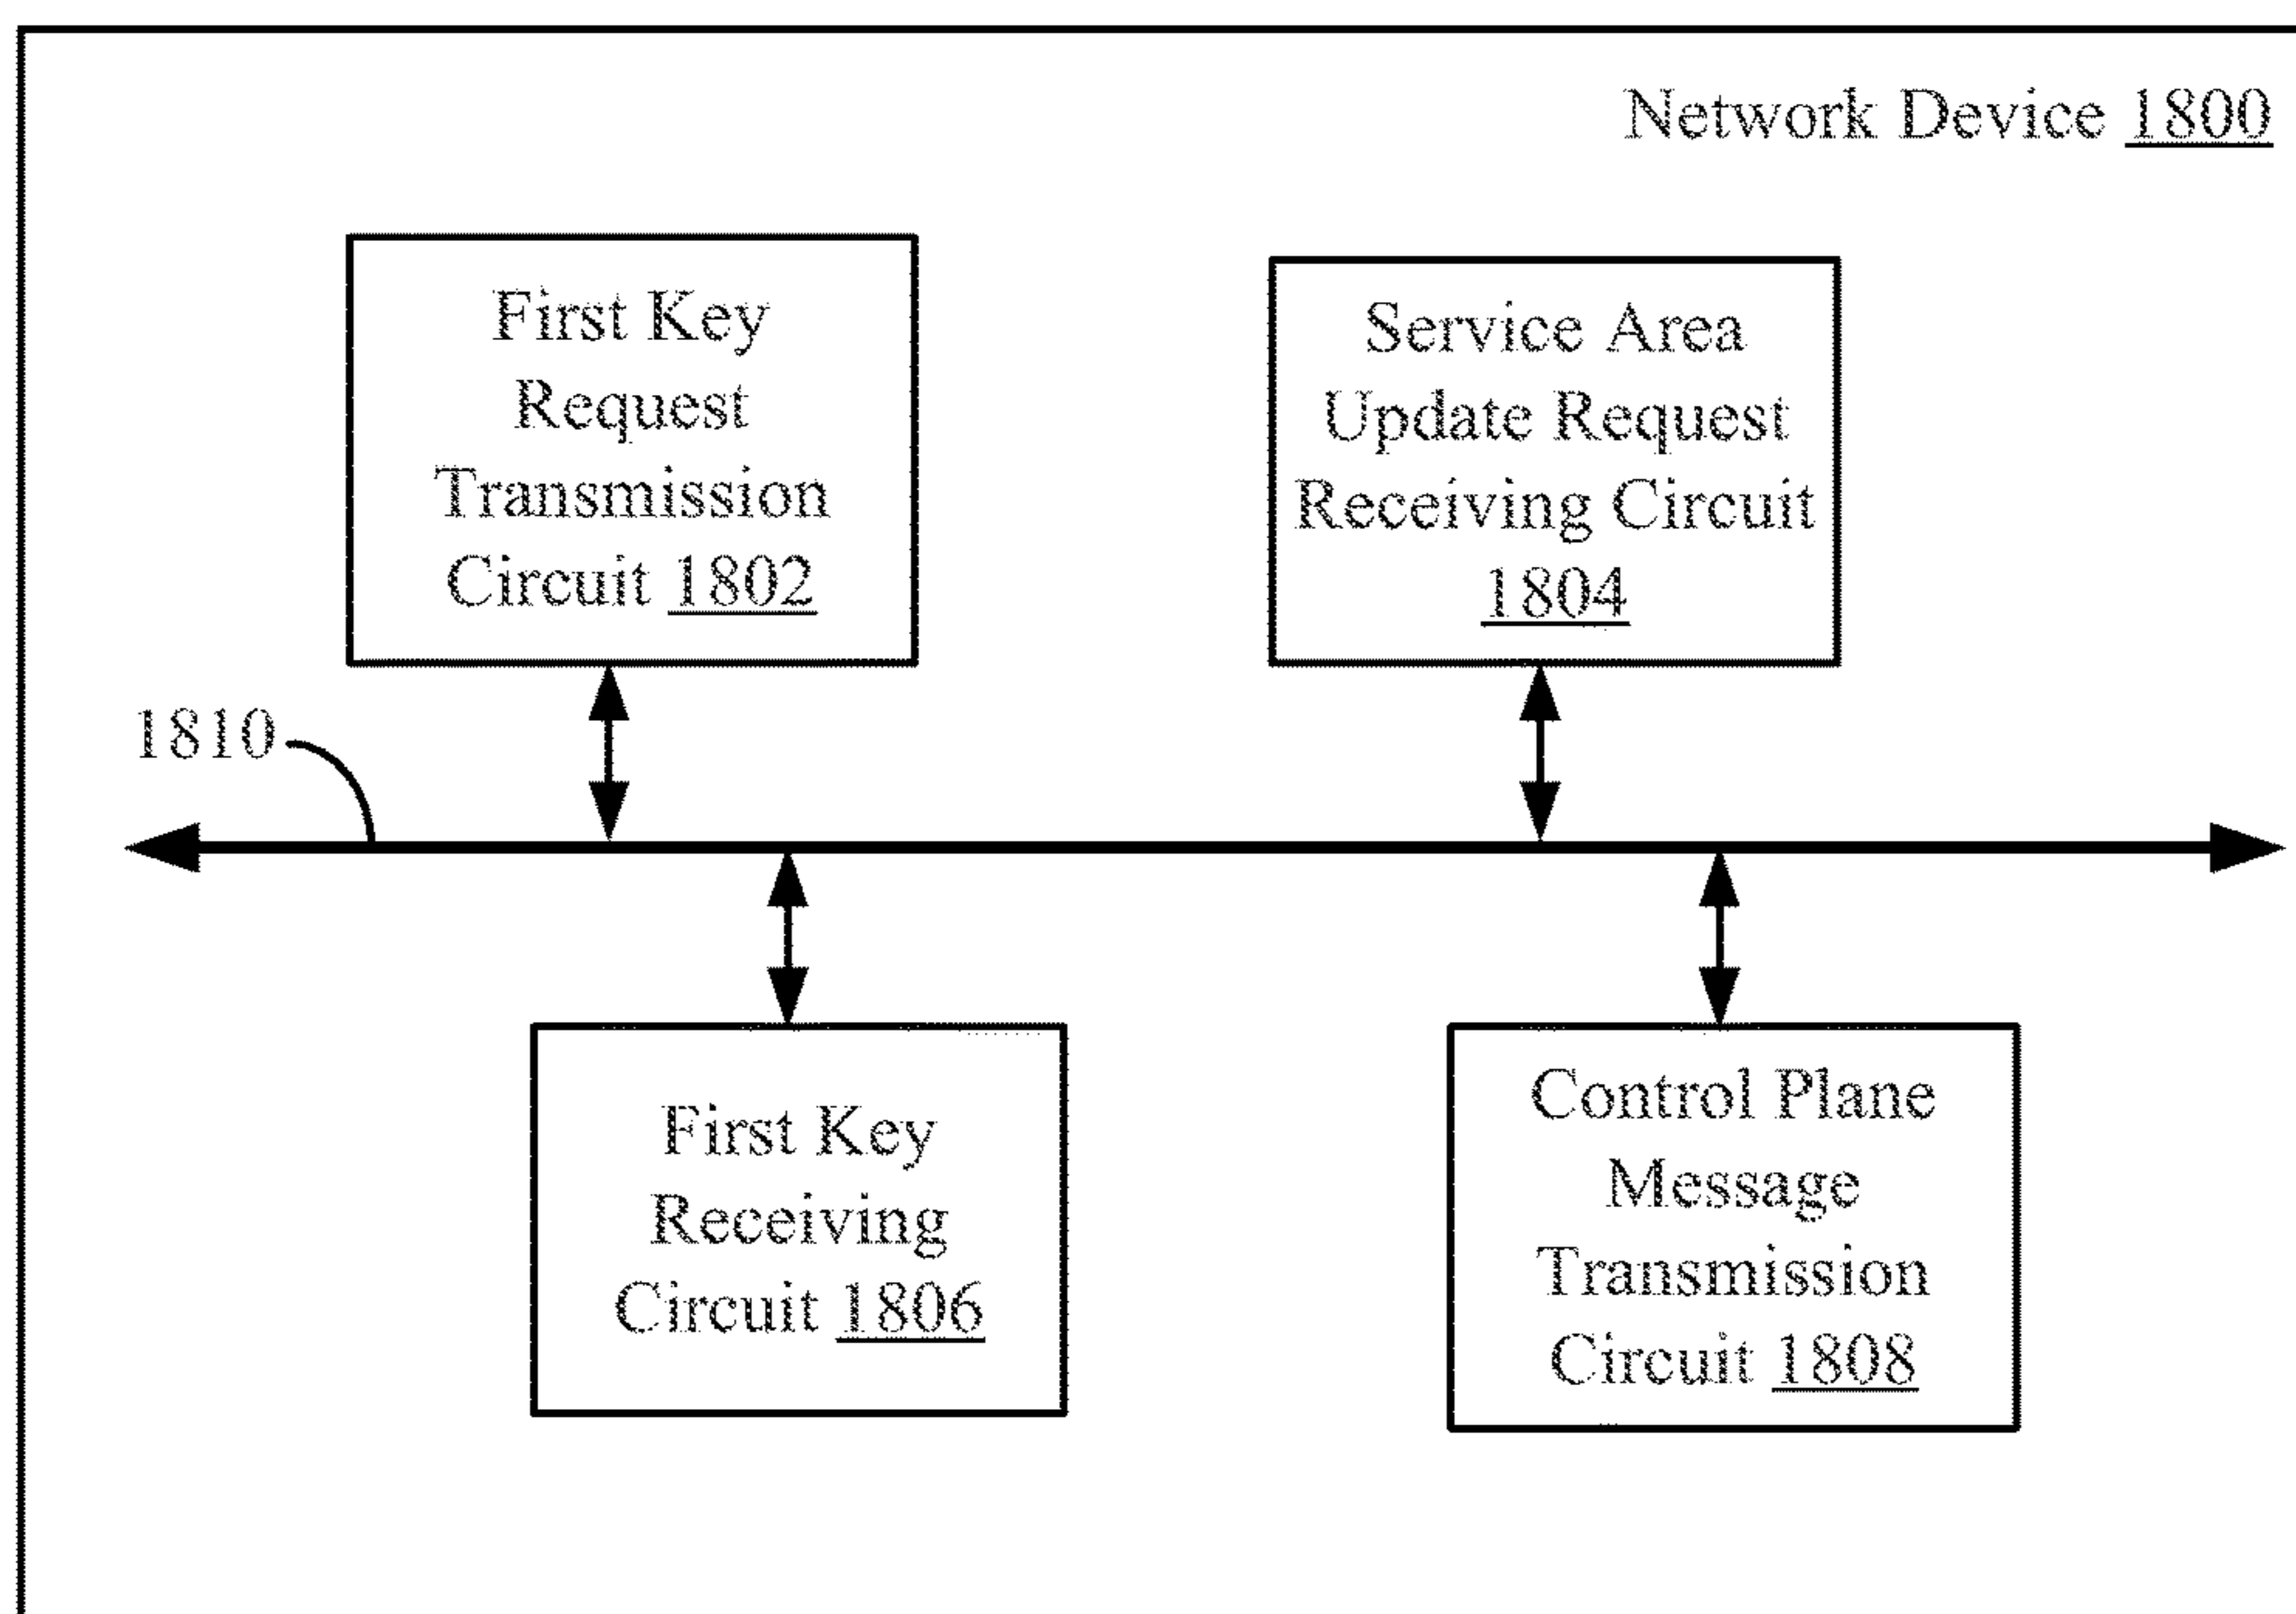 Network Device 1800
First Key
Request
Transmission
Circuit 1802
Service Area
Update Request
Receiving Circuit
1804
1810
First Key
Receiving
Circuit 1806
Control Plane
Message
Transmission
Circuit 1808